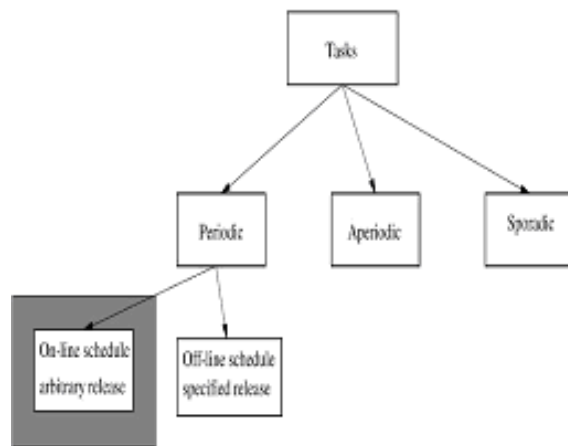 Tasks
Periodic
Aperiodic
Sporadic
On-line schedule
arbitrary release
Off-line schedule
specified release